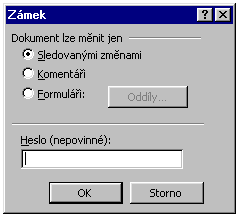 Zámek
Dokument lze měnit jen
Sledovanými změnami
Komentáři
Formuláři:
Oddíly...
Heslo (nepovinné):
OK
Storno